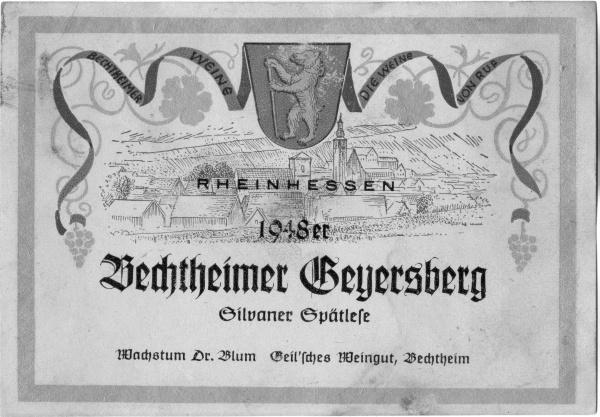 BECHTHEIMER WEINE DIE WEINE VON RUF
RHEINHESSEN
1948er
Bechtheimer Geyersberg
Silvaner Spätlese
Wachstum Dr. Blum Geil'sches Weingut, Bechtheim